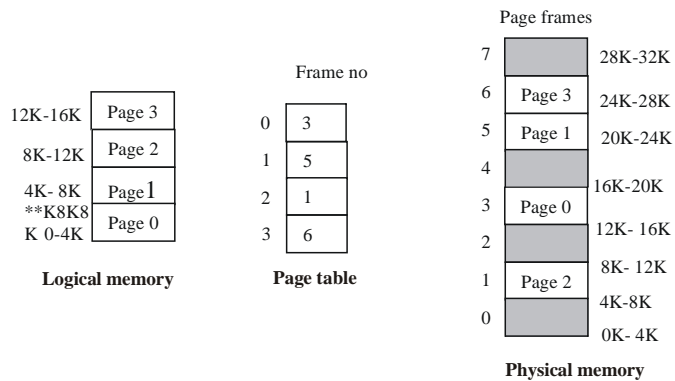 Page frames
7 28K-32K
Frame no
6 Page 3 24K-28K
12K-16K Page 3
0 3
5 Page 1 20K-24K
8K-12K Page 2
1 5
4
16K-20K
4K- 8K Page1
2 1
3 Page 0
**K8K8
K 0-4K Page 0
3 6
12K- 16K
2
8K- 12K
Logical memory
Page table
1 Page 2
4K-8K
0
0K- 4K
Physical memory